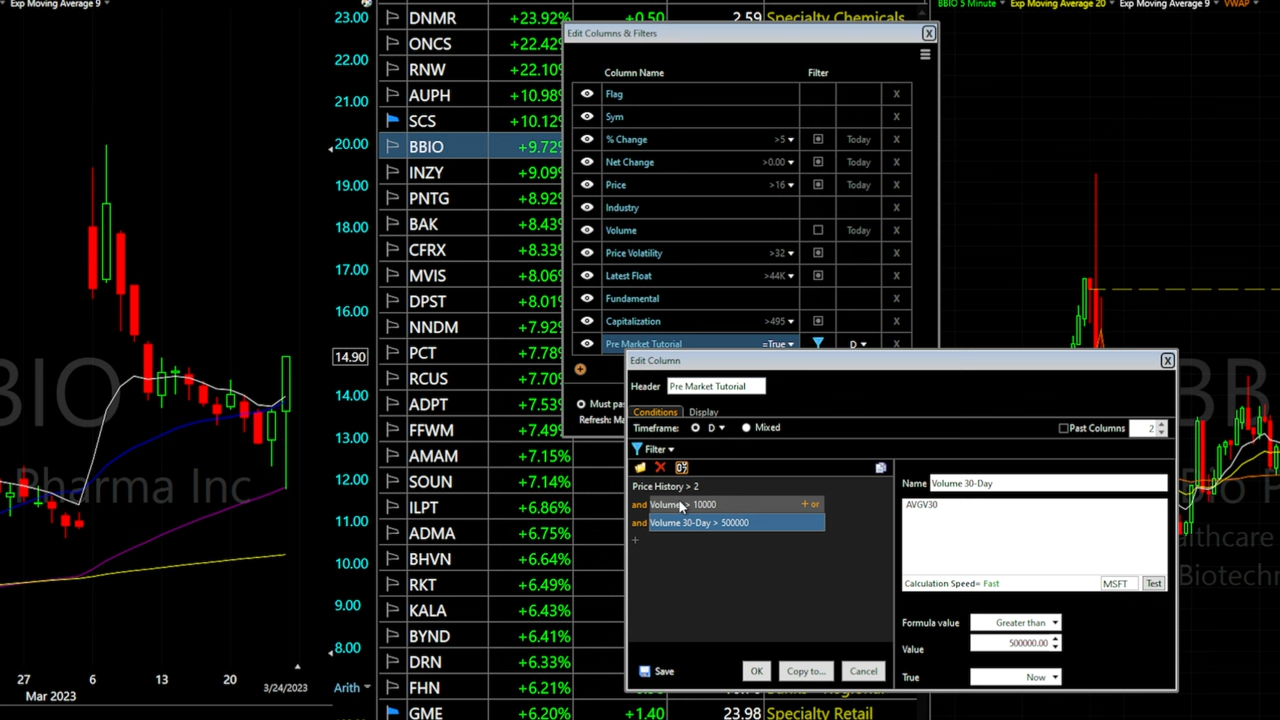 Exp Moving Average 9
23.00
22.00
21.00
20.00
19.00
18.00
17.00
16.00
14.90
14.00
13.00
12.00
11.00
10.00
9.00
8.00
BIO
Pharma Inc
27 6 13 20
Mar 2023
3/24/2023
Arith
DNMR +23.92% +0.50 2.59 Specialty Chemicals
ONCS +22.42%
RNW +22.10
AUPH +10.98%
SCS +10.12%
BBIO +9.72%
INZY +9.09%
PNTG +8.92%
BAK +8.43%
CFRX +8.33%
MVIS +8.06%
DPST +8.01%
NNDM +7.92%
PCT +7.78%
RCUS +7.70%
ADPT +7.53%
FFWM +7.49%
AMAM +7.15%
SOUN +7.14%
ILPT +6.86%
ADMA +6.75%
BHVN +6.64%
RKT +6.49%
KALA +6.43%
BYND +6.41%
DRN +6.33%
FHN +6.21%
GME +6.20% +1.40 23.98 Specialty Retail
Edit Columns & Filters
X
Column Name Filter
Flag X
Sym X
% Change >5 Today X
Net Change >0.00 Today X
Price >16 Today X
Industry X
Volume Today X
Price Volatility >32 X
Latest Float >44K X
Fundamental X
Capitalization >495 X
Pre Market Tutorial =True D X
Must pas
Refresh: Ma
Edit Column
X
Header Pre Market Tutorial
Conditions Display
Timeframe: D Mixed
Past Columns 2
Filter
Price History > 2
and Volume > 10000 + or
and Volume 30-Day > 500000
+
Name Volume 30-Day
AVGV30
Calculation Speed= Fast MSFT Test
Formula value Greater than
Value 500000.00
True Now
Save OK Copy to... Cancel
BBIO 5 Minute Exp Moving Average 20 Exp Moving Average 9 VWAP
BB
althcare
Biotechn